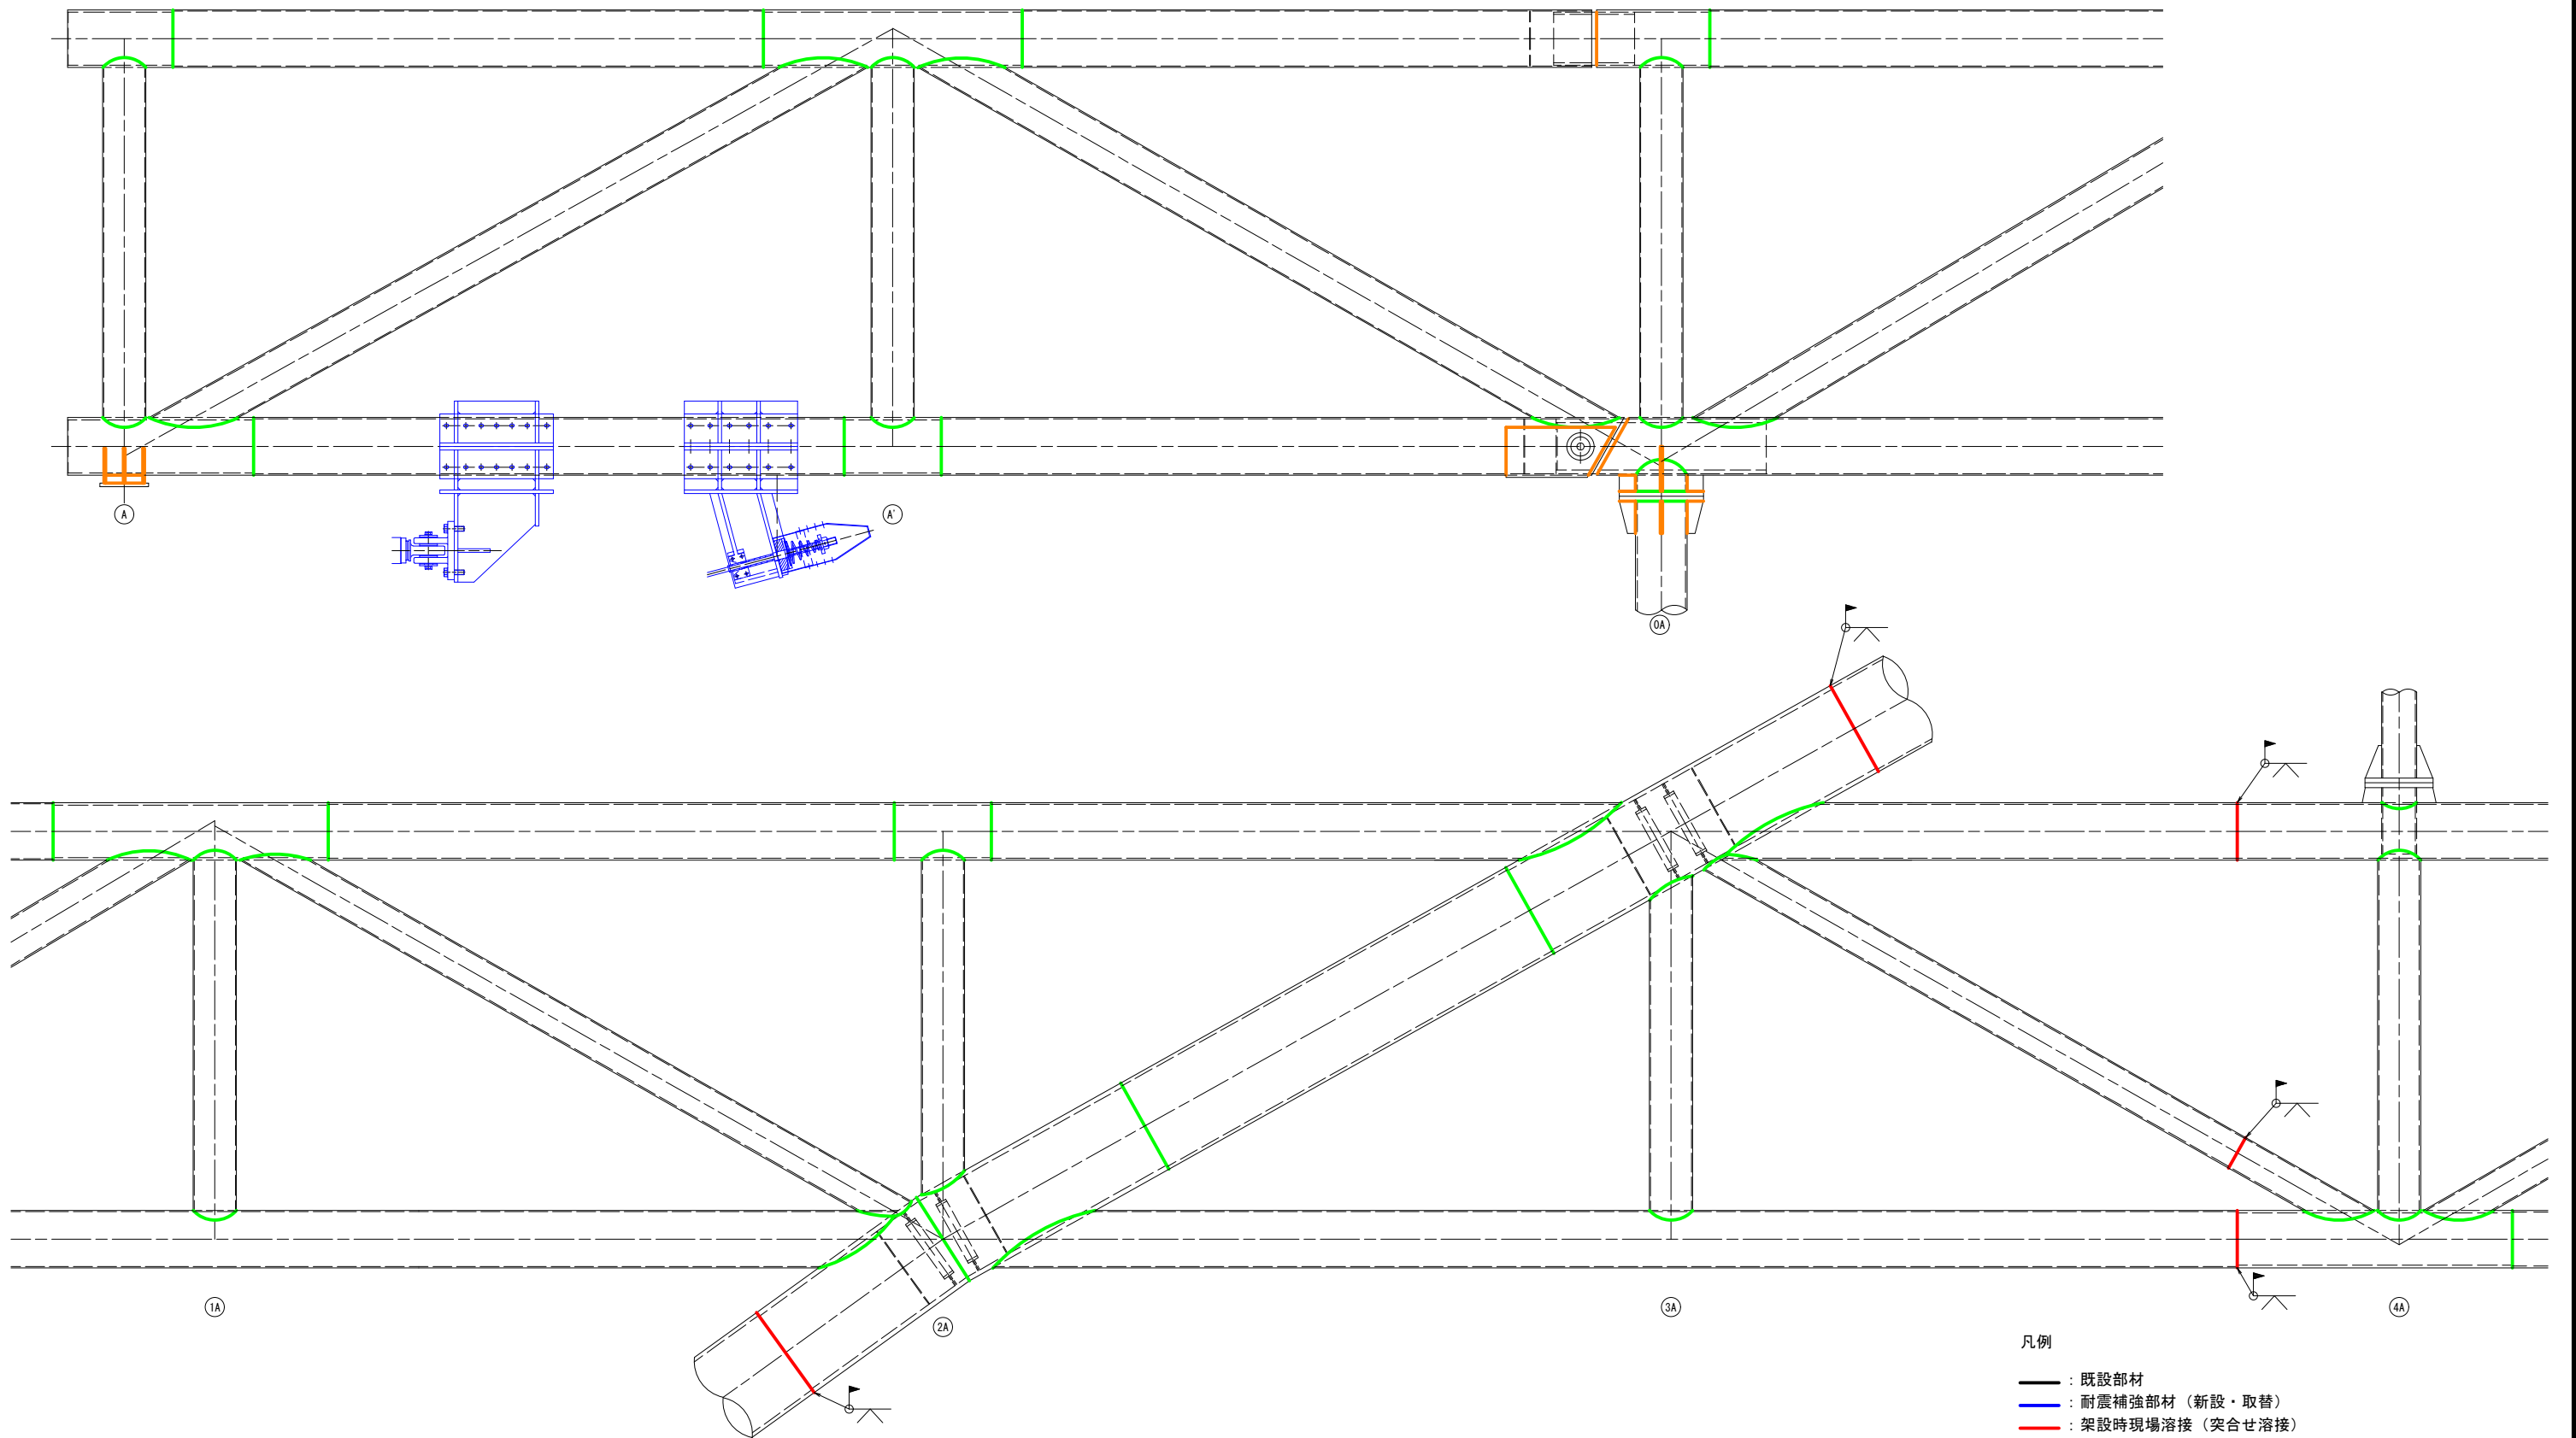 A
A'
0A
1A
2A
3A
4A
凡例
：既設部材
：耐震補強部材（新設・取替）
：架設時現場溶接（突合せ溶接）